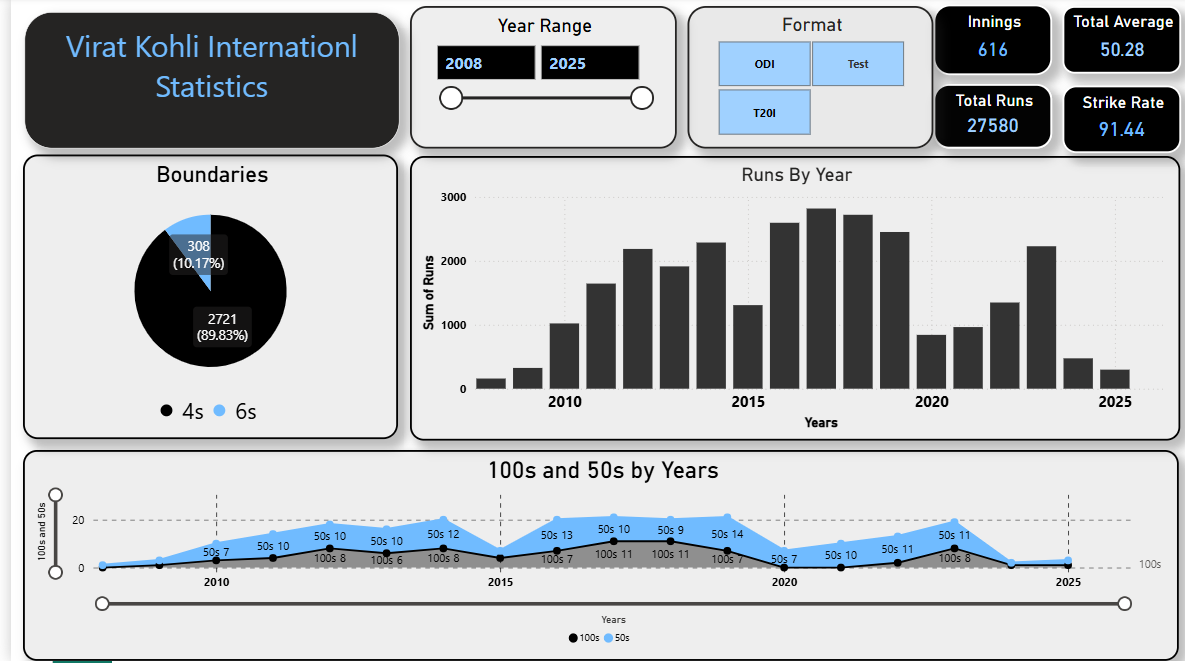 Virat Kohli Internationl
Statistics
Year Range
2008
2025
Format
ODI
Test
T20I
Innings
616
Total Average
50.28
Total Runs
27580
Strike Rate
91.44
Boundaries
308
(10.17%)
2721
(89.83%)
4s
6s
Runs By Year
Sum of Runs
3000
2000
1000
0
2010
2015
2020
2025
Years
100s and 50s by Years
100s and 50s
20
0
50s 7
50s 10
50s 10
50s 10
50s 12
50s 13
50s 10
50s 9
50s 14
50s 7
50s 10
50s 11
50s 11
100s 8
100s 6
100s 8
100s 7
100s 11
100s 11
100s 7
100s 8
100s
2010
2015
2020
2025
Years
100s
50s